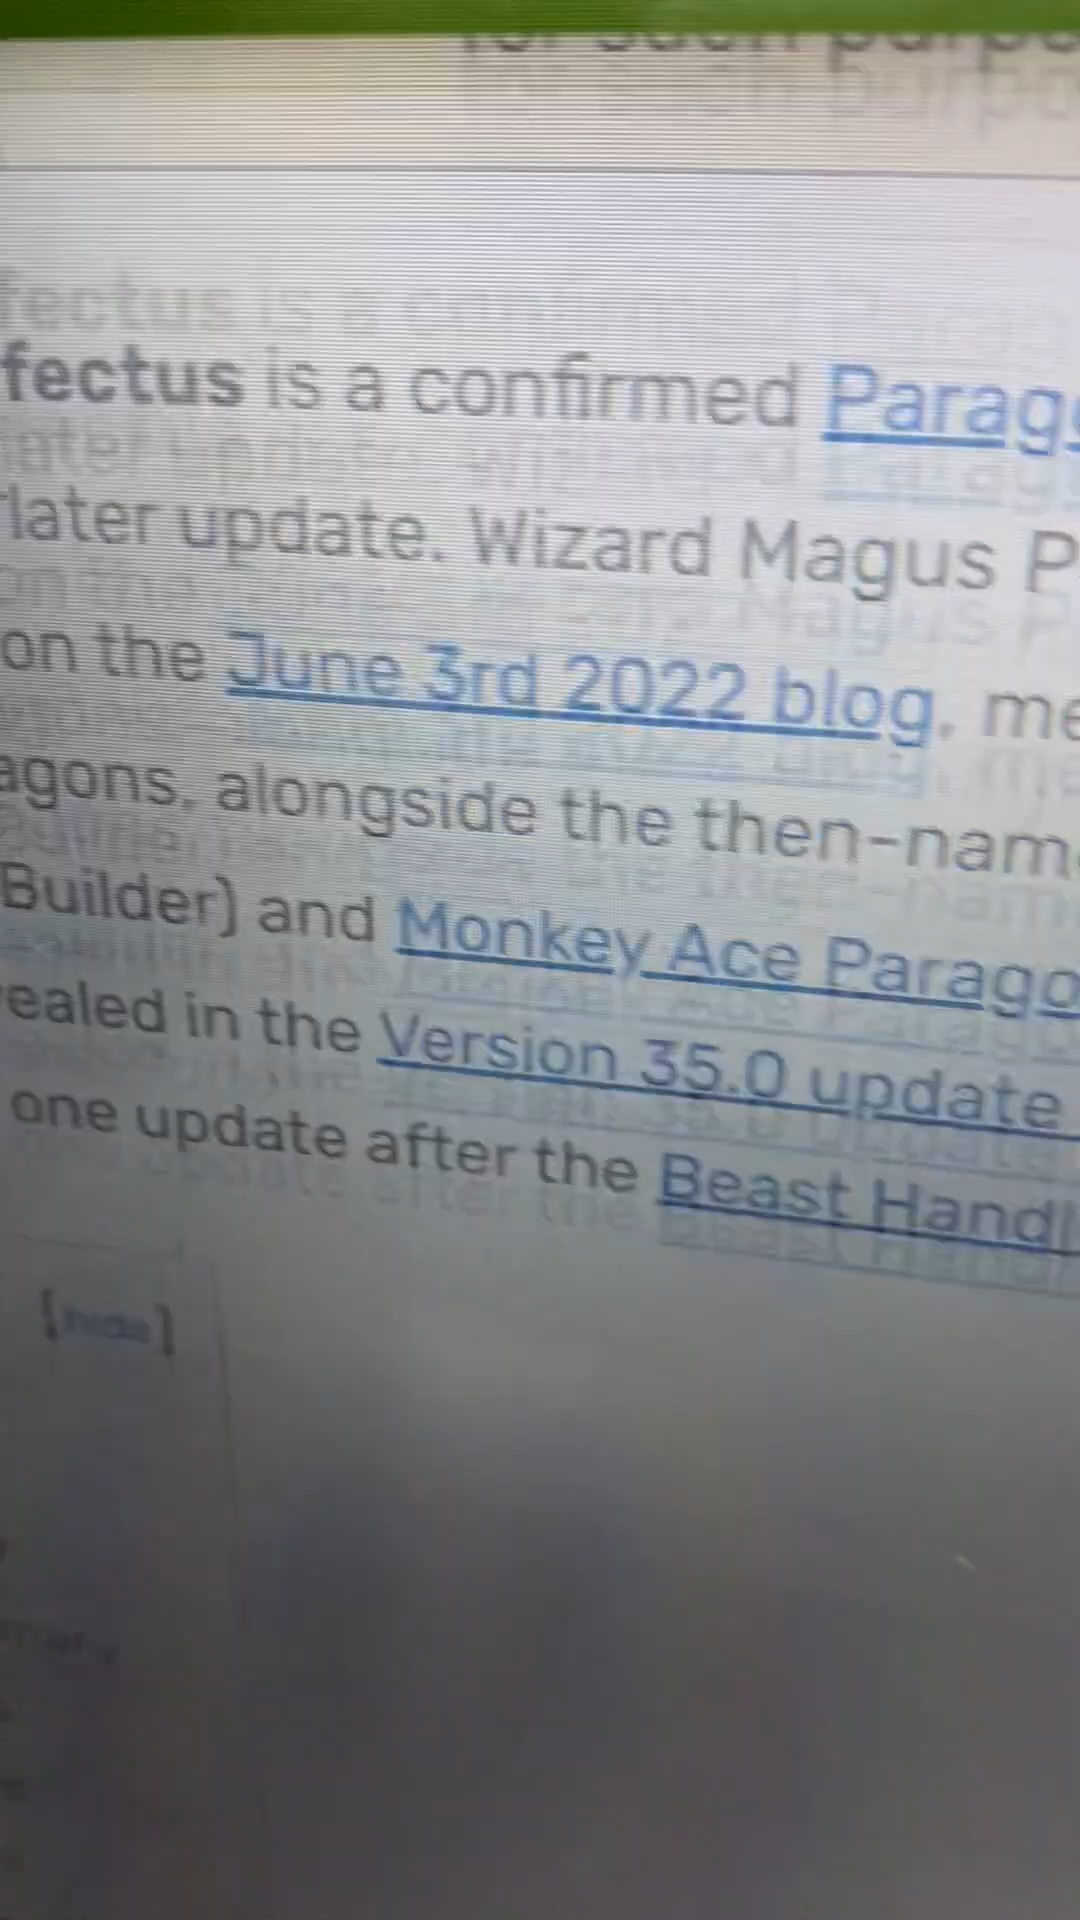 fectus is a confirmed Parag
later update. Wizard Magus P
on the June 3rd 2022 blog, me
agons, alongside the then-nam
Builder) and Monkey Ace Parago
ealed in the Version 35.0 update
one update after the Beast Handl
[hide]